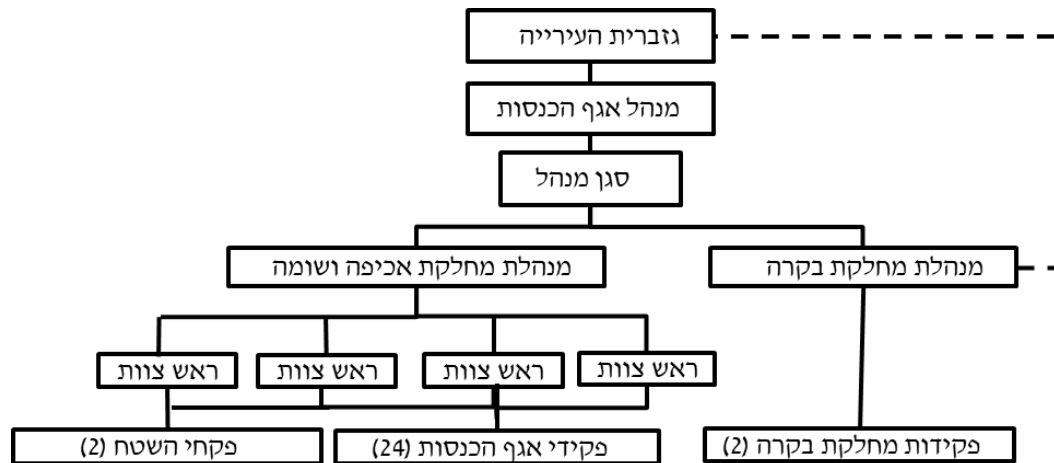 גזברית העירייה
מנהל אגף הכנסות
סגן מנהל
מנהלת מחלקת בקרה
מנהלת מחלקת אכיפה ושומה
ראש צוות
ראש צוות
ראש צוות
ראש צוות
פקידות מחלקת בקרה (2)
פקידי אגף הכנסות (24)
פקחי השטח (2)